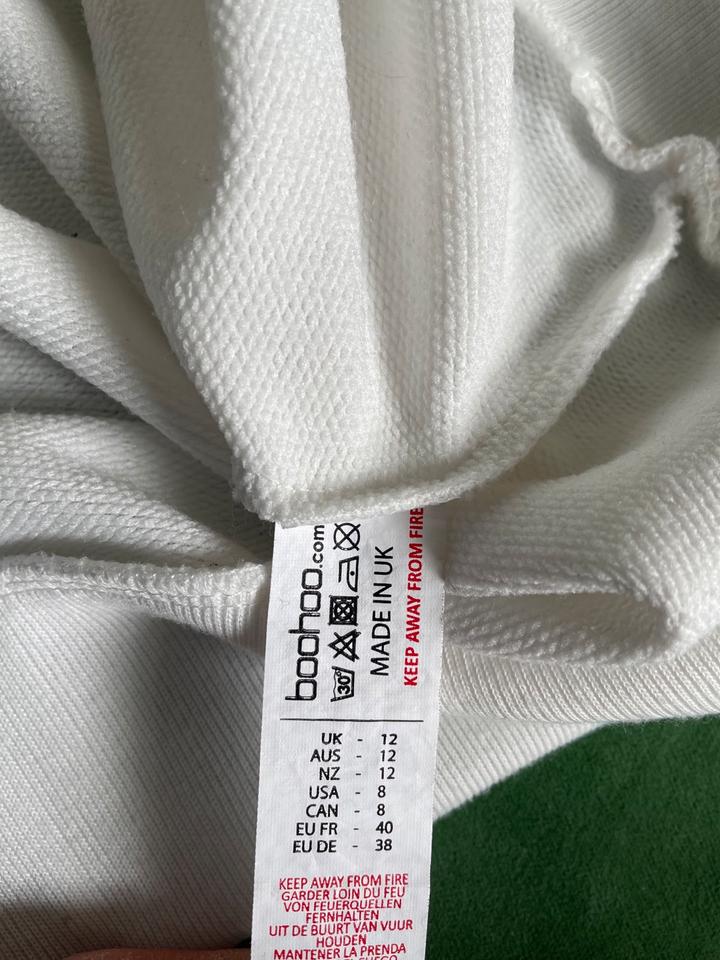 boohoo.com
30°
MADE IN UK
KEEP AWAY FROM FIRE
UK - 12
AUS - 12
NZ - 12
USA - 8
CAN - 8
EU FR - 40
EU DE - 38
KEEP AWAY FROM FIRE
GARDER LOIN DU FEU
VON FEUERQUELLEN
FERNHALTEN
UIT DE BUURT VAN VUUR
HOUDEN
MANTENER LA PRENDA